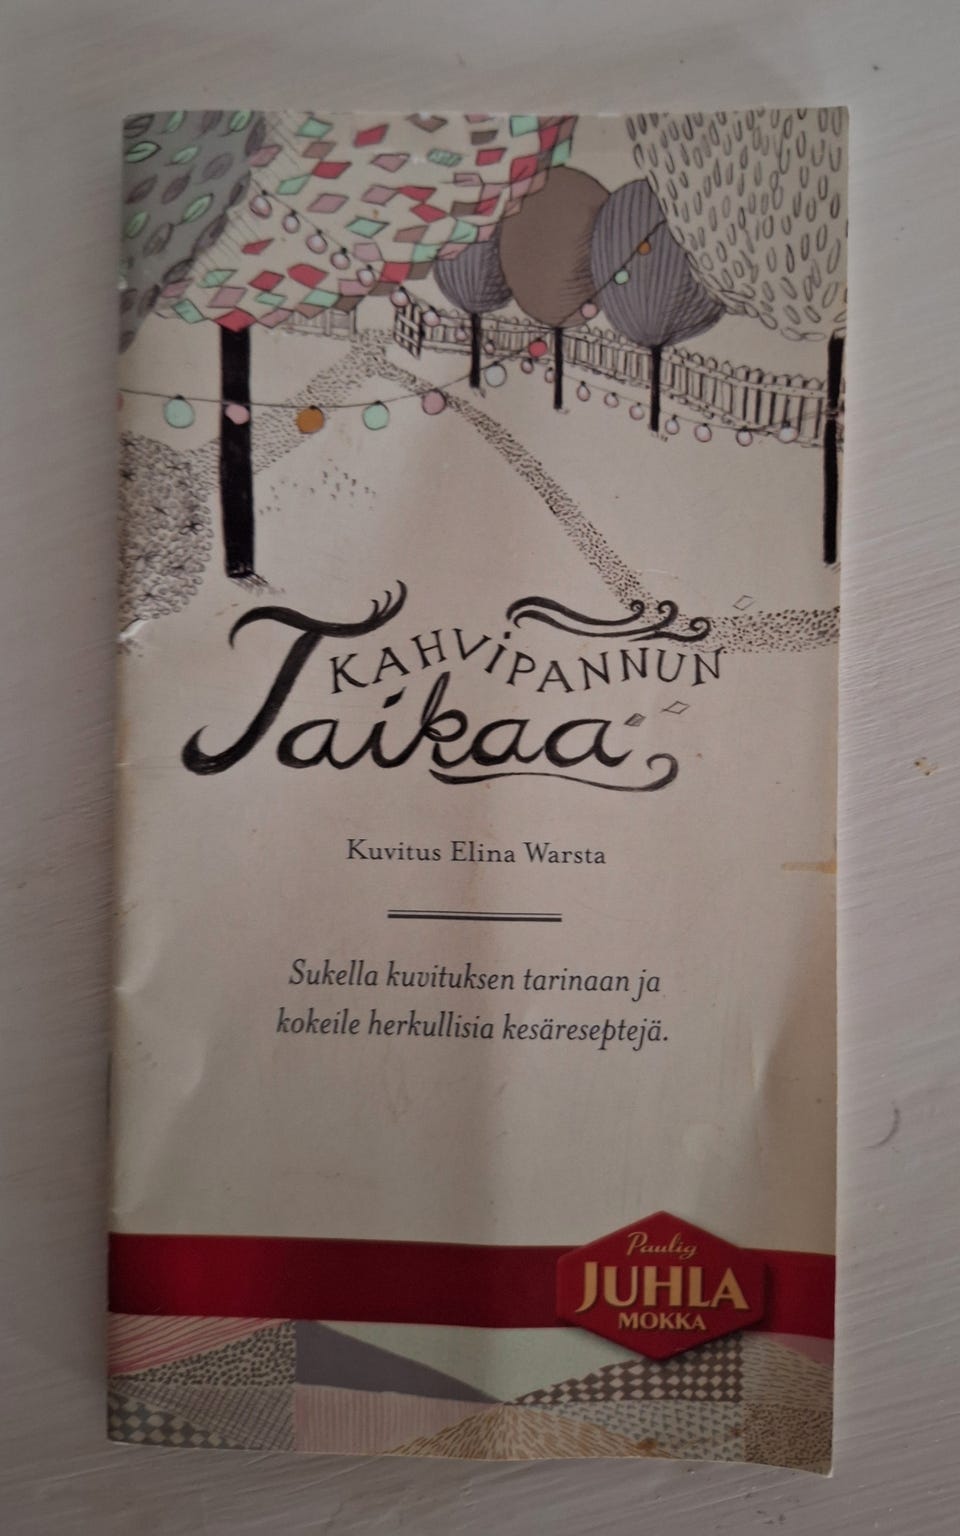 KAHVIPANNUN
Taikaa
Kuvitus Elina Warsta
Sukella kuvituksen tarinaan ja
kokeile herkullisia kesäreseptejä.
Paulig
JUHLA
MOKKA